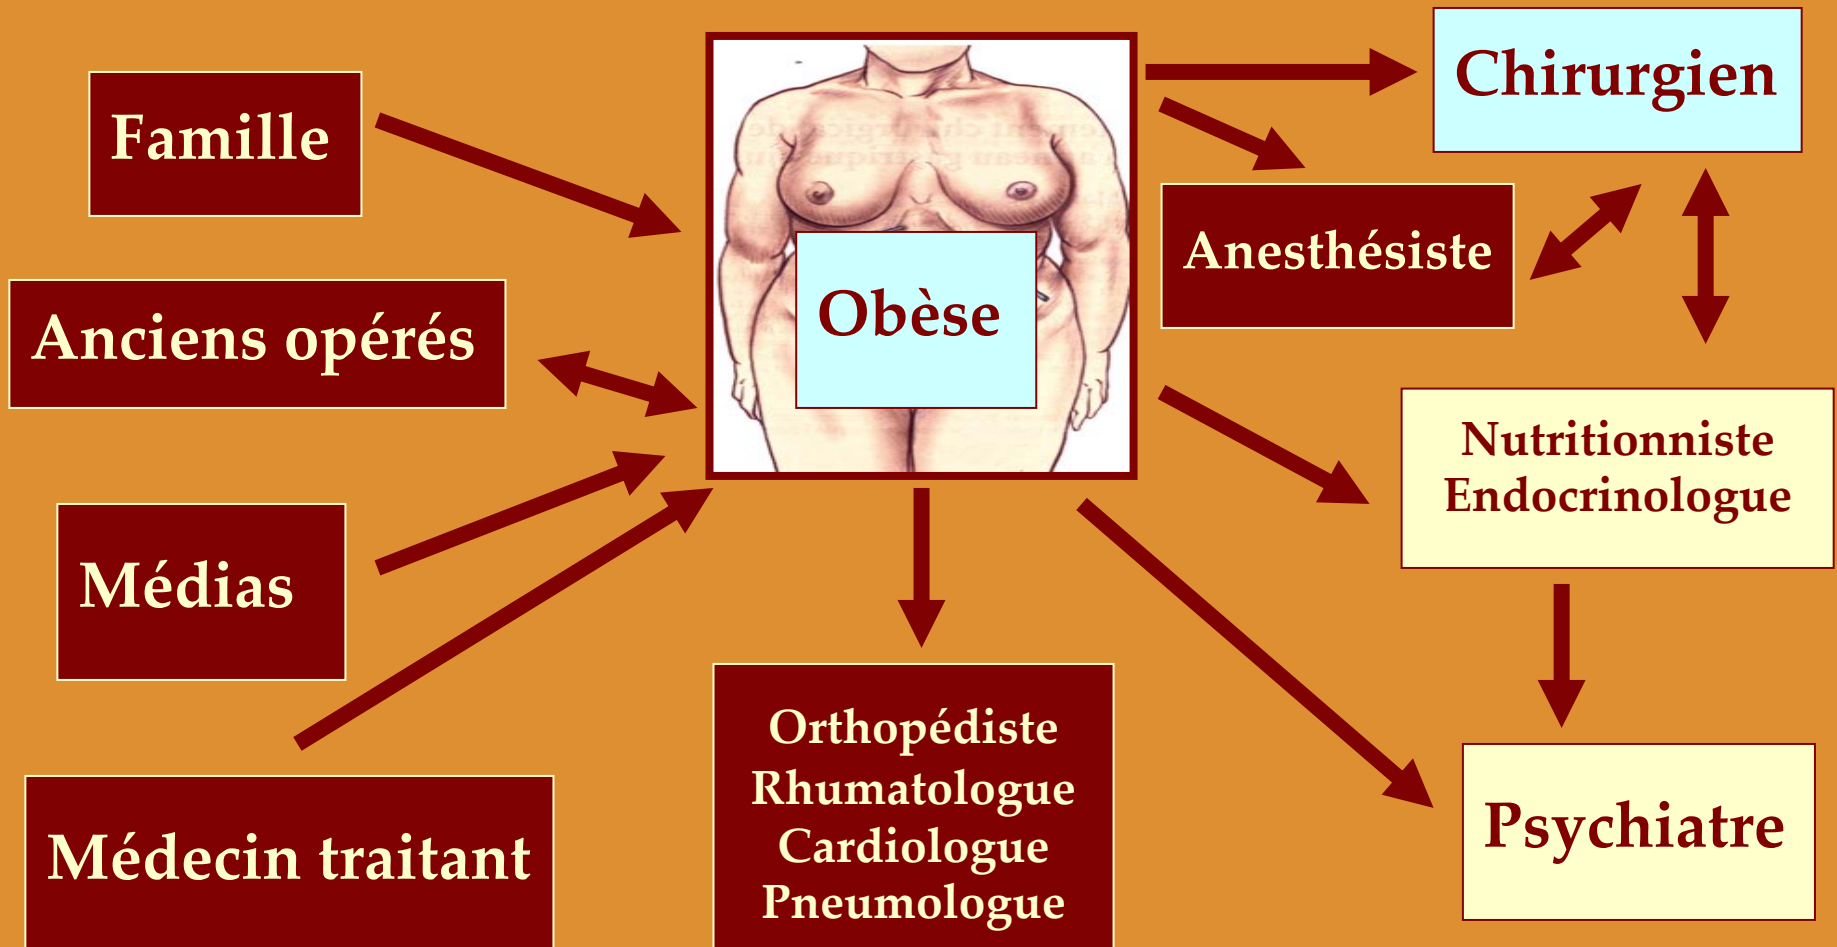 Famille
Anciens opérés
Médias
Médecin traitant
Obèse
Orthopédiste
Rhumatologue
Cardiologue
Pneumologue
Chirurgien
Anesthésiste
Nutritionniste
Endocrinologue
Psychiatre